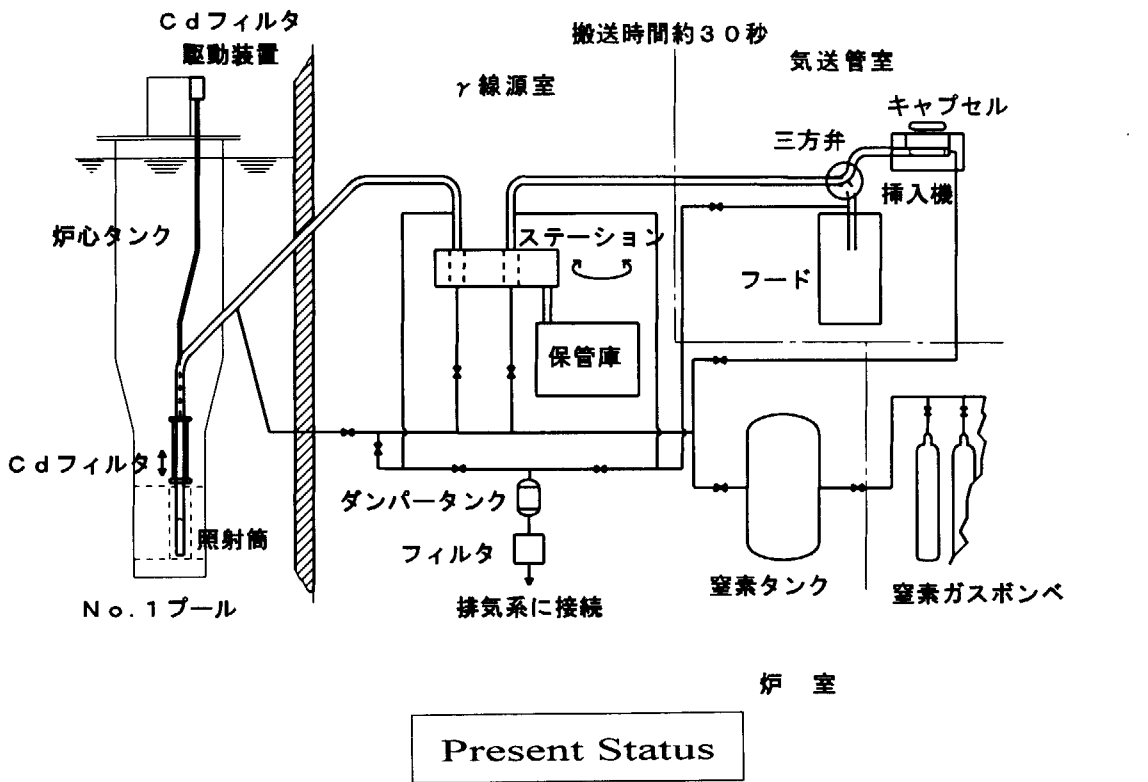 Ｃｄフィルタ
駆動装置
搬送時間約３０秒
γ線源室
気送管室
キャプセル
三方弁
挿入機
炉心タンク
ステーション
フード
保管庫
Ｃｄフィルタ
ダンパータンク
照射筒
フィルタ
窒素タンク
窒素ガスボンベ
Ｎｏ.１プール
排気系に接続
炉　室
Present Status